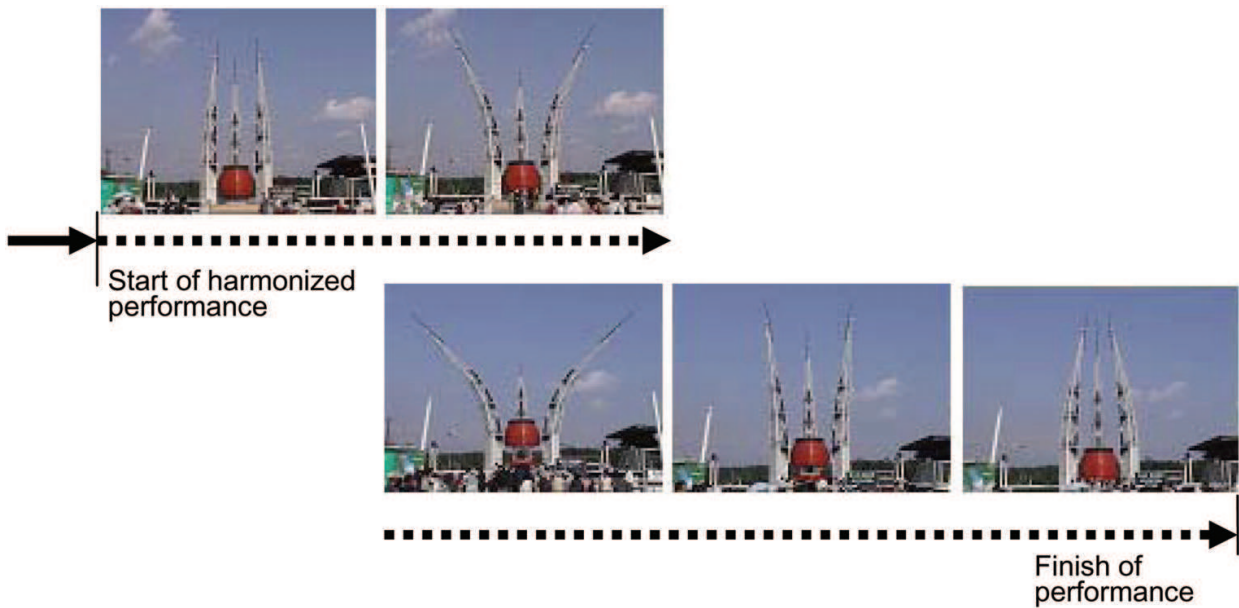 Start of harmonized
performance
Finish of
performance